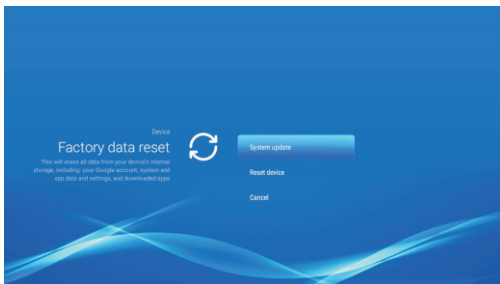 Device
Factory data reset
This will erase all data from your device's internal
storage, including: your Google account, system and
app data and settings, and downloaded apps
System update
Reset device
Cancel